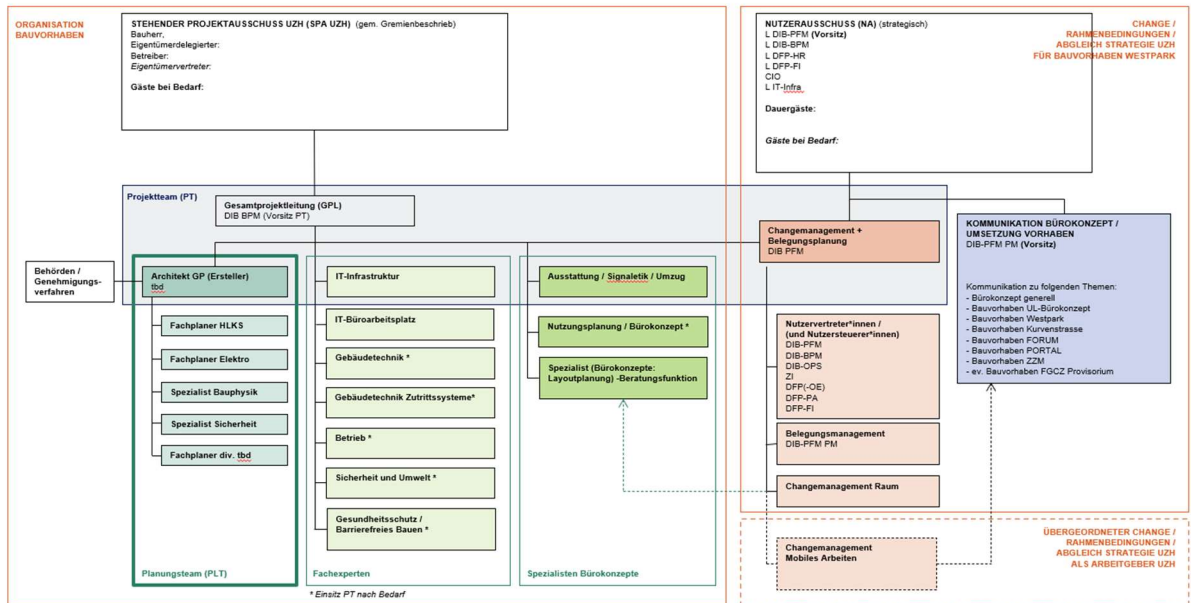 ORGANISATION
BAUVORHABEN
STEHENDER PROJEKTAUSSCHUSS UZH (SPA UZH) (gem. Gremienbeschrieb)
Bauherr,
Eigentümerdelegierter:
Betreiber:
Eigentümervertreter:
Gäste bei Bedarf:
NUTZERAUSSCHUSS (NA) (strategisch)
L DIB-PFM (Vorsitz)
L DIB-BPM
L DFP-HR
L DFP-FI
CIO
L IT-Infra
Dauergäste:
Gäste bei Bedarf:
CHANGE /
RAHMENBEDINGUNGEN /
ABGLEICH STRATEGIE UZH
FÜR BAUVORHABEN WESTPARK
Projektteam (PT)
Gesamtprojektleitung (GPL)
DIB BPM (Vorsitz PT)
Changemanagement +
Belegungsplanung
DIB PFM
KOMMUNIKATION BÜROKONZEPT /
UMSETZUNG VORHABEN
DIB-PFM PM (Vorsitz)
Kommunikation zu folgenden Themen:
- Bürokonzept generell
- Bauvorhaben UL-Bürokonzept
- Bauvorhaben Westpark
- Bauvorhaben Kurvenstrasse
- Bauvorhaben FORUM
- Bauvorhaben PORTAL
- Bauvorhaben ZZM
- ev. Bauvorhaben FGCZ Provisorium
Behörden /
Genehmigungs-
verfahren
Architekt GP (Ersteller)
tbd
Fachplaner HLKS
Fachplaner Elektro
Spezialist Bauphysik
Spezialist Sicherheit
Fachplaner div. tbd
Planungsteam (PLT)
IT-Infrastruktur
IT-Büroarbeitsplatz
Gebäudetechnik *
Gebäudetechnik Zutrittssysteme*
Betrieb *
Sicherheit und Umwelt *
Gesundheitsschutz /
Barrierefreies Bauen *
Fachexperten
* Einsitz PT nach Bedarf
Ausstattung / Signaletik / Umzug
Nutzungsplanung / Bürokonzept *
Spezialist (Bürokonzepte:
Layoutplanung) -Beratungsfunktion
Spezialisten Bürokonzepte
Nutzervertreter*innen /
(und Nutzersteuerer*innen)
DIB-PFM
DIB-BPM
DIB-OPS
ZI
DFP(-OE)
DFP-PA
DFP-FI
Belegungsmanagement
DIB-PFM PM
Changemanagement Raum
Changemanagement
Mobiles Arbeiten
ÜBERGEORDNETER CHANGE /
RAHMENBEDINGUNGEN /
ABGLEICH STRATEGIE UZH
ALS ARBEITGEBER UZH